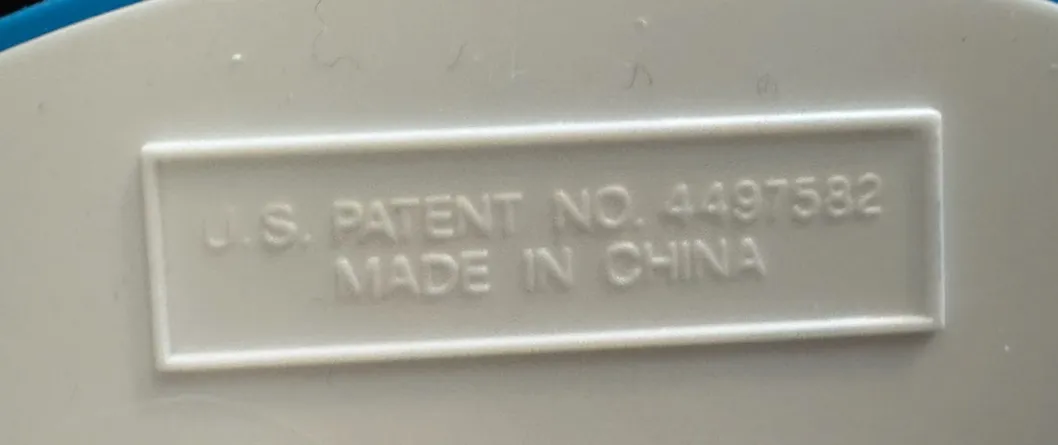 U.S. PATENT NO. 4497582
MADE IN CHINA